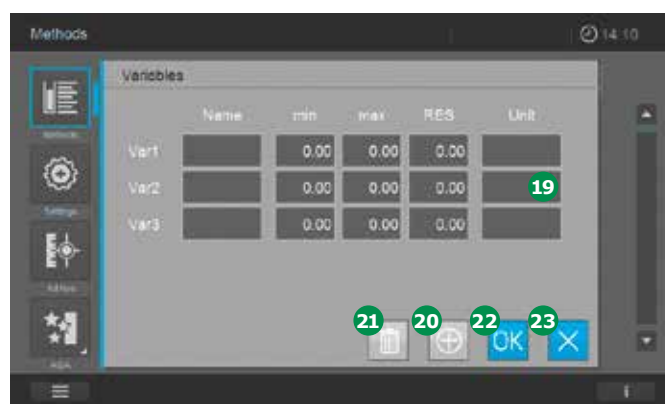 Methods 14:10
Variables
Name min max RES Unit
Var1 0.00 0.00 0.00
Var2 0.00 0.00 0.00 19
Settings
Var3 0.00 0.00 0.00
21 20 22 OK 23
i